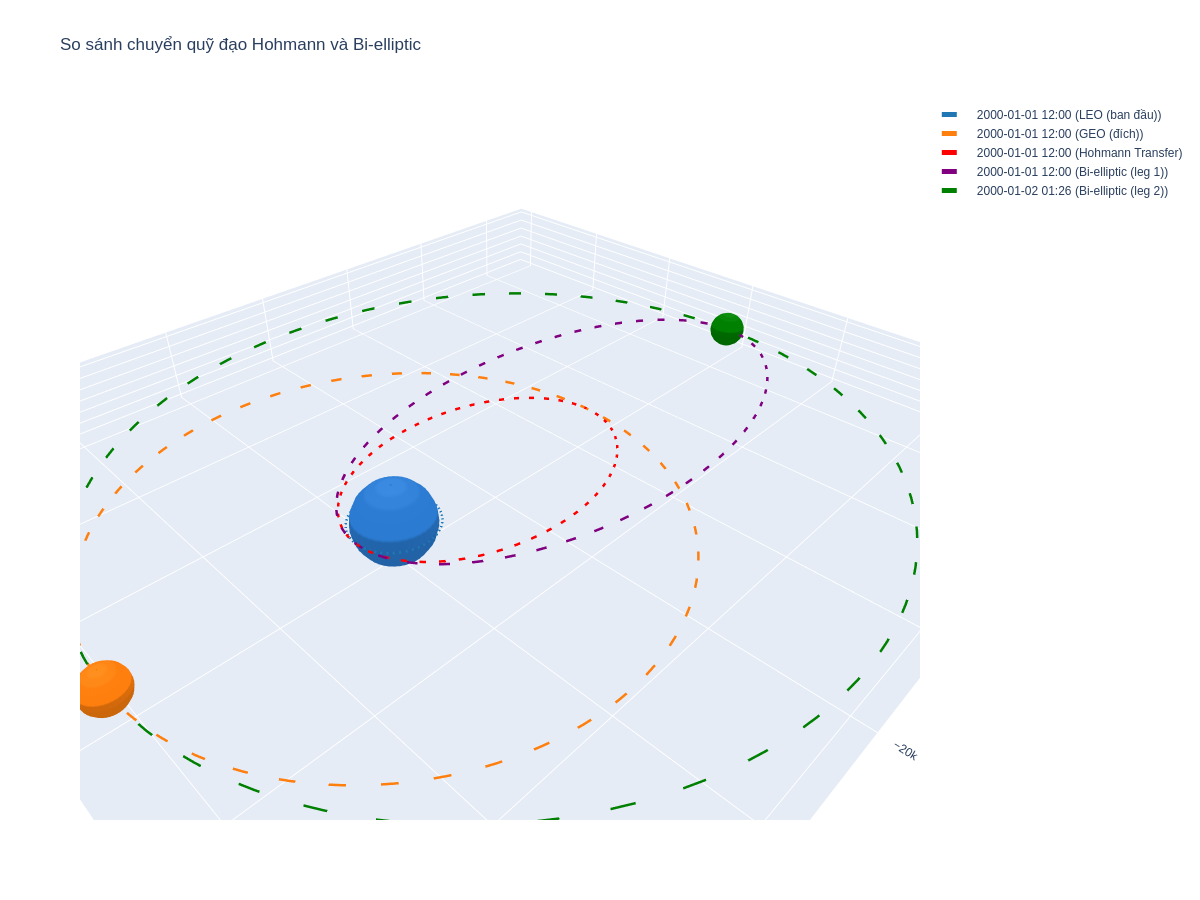 So sánh chuyển quỹ đạo Hohmann và Bi-elliptic
2000-01-01 12:00 (LEO (ban đầu))
2000-01-01 12:00 (GEO (đích))
2000-01-01 12:00 (Hohmann Transfer)
2000-01-01 12:00 (Bi-elliptic (leg 1))
2000-01-02 01:26 (Bi-elliptic (leg 2))
−20k